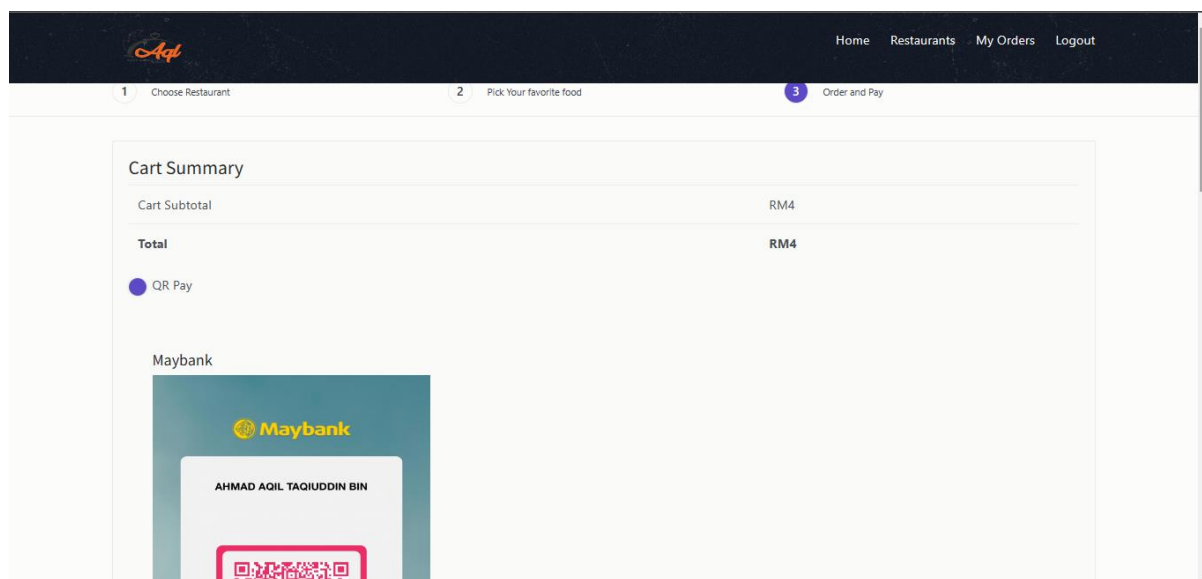 Aql
Home Restaurants My Orders Logout
1 Choose Restaurant 2 Pick Your favorite food 3 Order and Pay
Cart Summary
Cart Subtotal RM4
Total RM4
QR Pay
Maybank
Maybank
AHMAD AQIL TAQIUDDIN BIN